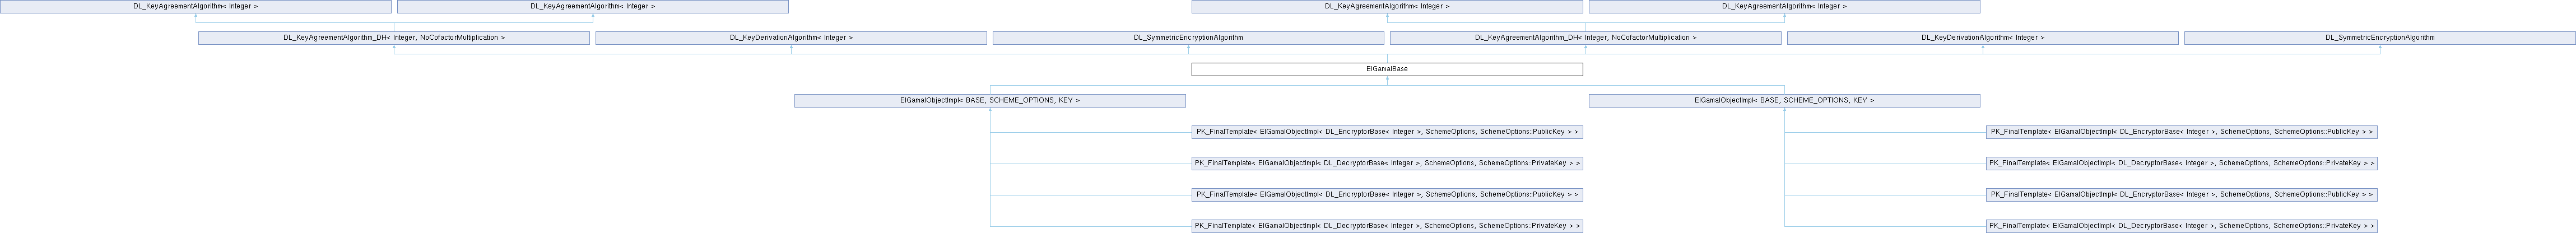 DL_KeyAgreementAlgorithm< Integer >
DL_KeyAgreementAlgorithm< Integer >
DL_KeyAgreementAlgorithm< Integer >
DL_KeyAgreementAlgorithm< Integer >
DL_KeyAgreementAlgorithm_DH< Integer, NoCofactorMultiplication >
DL_KeyDerivationAlgorithm< Integer >
DL_SymmetricEncryptionAlgorithm
DL_KeyAgreementAlgorithm_DH< Integer, NoCofactorMultiplication >
DL_KeyDerivationAlgorithm< Integer >
DL_SymmetricEncryptionAlgorithm
ElGamalBase
ElGamalObjectImpl< BASE, SCHEME_OPTIONS, KEY >
ElGamalObjectImpl< BASE, SCHEME_OPTIONS, KEY >
PK_FinalTemplate< ElGamalObjectImpl< DL_EncryptorBase< Integer >, SchemeOptions, SchemeOptions::PublicKey > >
PK_FinalTemplate< ElGamalObjectImpl< DL_EncryptorBase< Integer >, SchemeOptions, SchemeOptions::PublicKey > >
PK_FinalTemplate< ElGamalObjectImpl< DL_DecryptorBase< Integer >, SchemeOptions, SchemeOptions::PrivateKey > >
PK_FinalTemplate< ElGamalObjectImpl< DL_DecryptorBase< Integer >, SchemeOptions, SchemeOptions::PrivateKey > >
PK_FinalTemplate< ElGamalObjectImpl< DL_EncryptorBase< Integer >, SchemeOptions, SchemeOptions::PublicKey > >
PK_FinalTemplate< ElGamalObjectImpl< DL_EncryptorBase< Integer >, SchemeOptions, SchemeOptions::PublicKey > >
PK_FinalTemplate< ElGamalObjectImpl< DL_DecryptorBase< Integer >, SchemeOptions, SchemeOptions::PrivateKey > >
PK_FinalTemplate< ElGamalObjectImpl< DL_DecryptorBase< Integer >, SchemeOptions, SchemeOptions::PrivateKey > >